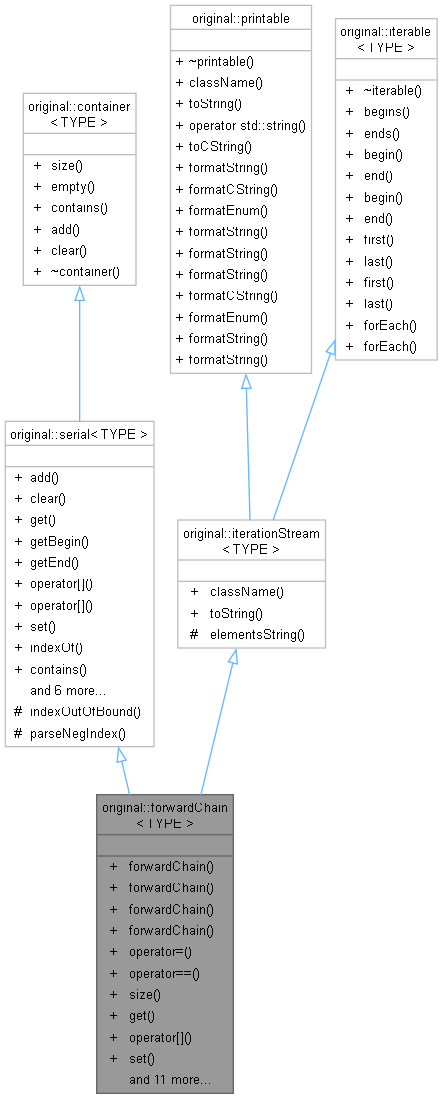 original::printable
+ ~printable()
+ className()
+ toString()
+ operator std::string()
+ toCString()
+ formatString()
+ formatCString()
+ formatEnum()
+ formatString()
+ formatString()
+ formatString()
+ formatCString()
+ formatEnum()
+ formatString()
+ formatString()
original::iterable
< TYPE >
+ ~iterable()
+ begins()
+ ends()
+ begin()
+ end()
+ begin()
+ end()
+ first()
+ last()
+ first()
+ last()
+ forEach()
+ forEach()
original::container
< TYPE >
+ size()
+ empty()
+ contains()
+ add()
+ clear()
+ ~container()
original::serial< TYPE >
+ add()
+ clear()
+ get()
+ getBegin()
+ getEnd()
+ operator[]()
+ operator[]()
+ set()
+ indexOf()
+ contains()
and 6 more...
# indexOutOfBound()
# parseNegIndex()
original::iterationStream
< TYPE >
+ className()
+ toString()
# elementsString()
original::forwardChain
< TYPE >
+ forwardChain()
+ forwardChain()
+ forwardChain()
+ forwardChain()
+ operator=()
+ operator==()
+ size()
+ get()
+ operator[]()
+ set()
and 11 more...